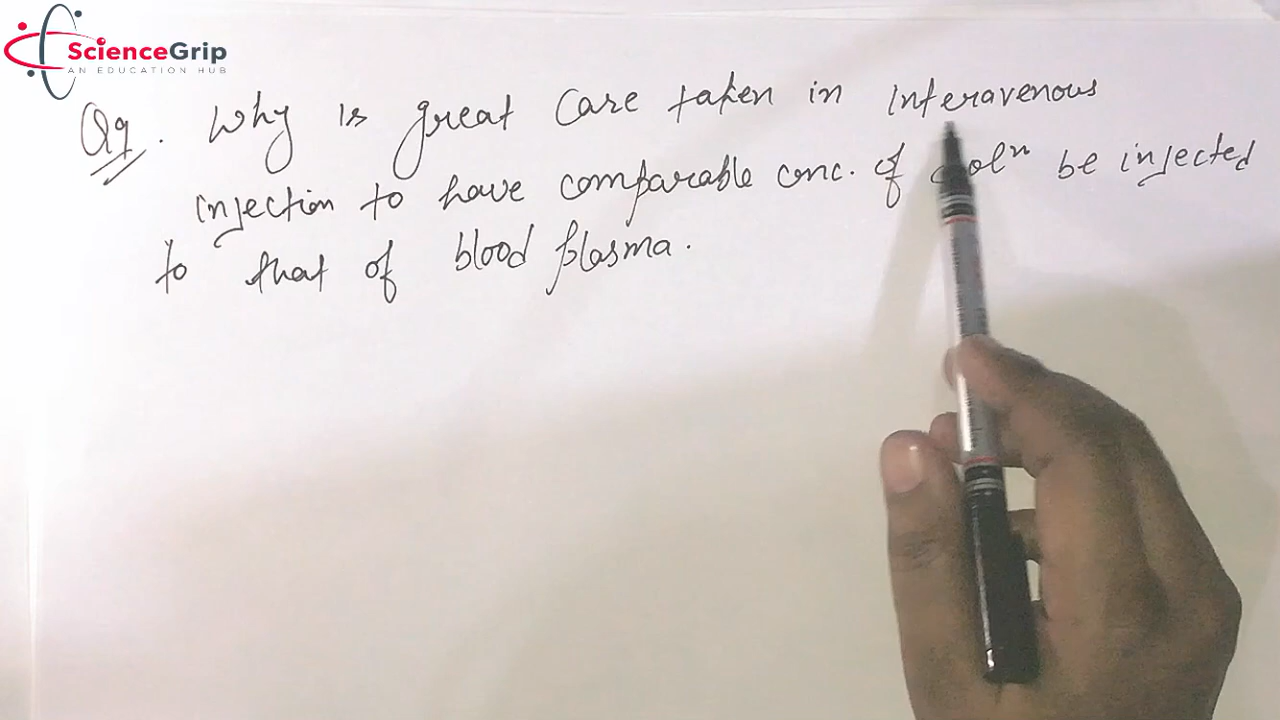 ScienceGrip
AN EDUCATION HUB
Q9. Why is great care taken in interavenous
injection to have comparable conc. of solⁿ be injected
to that of blood plasma.